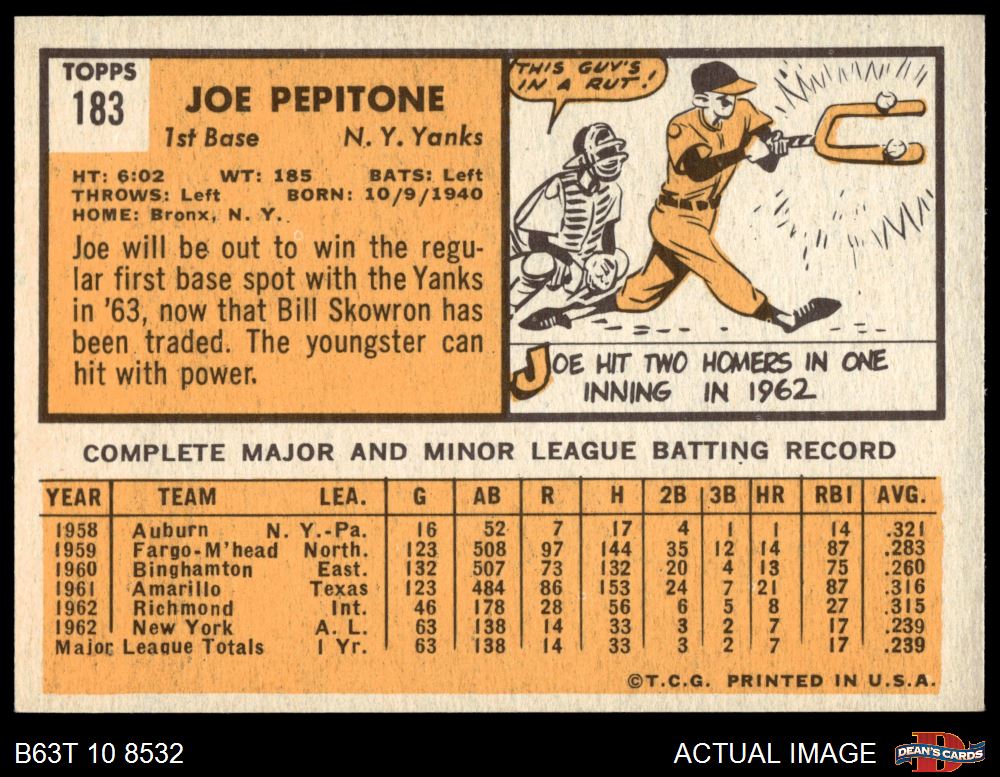 TOPPS
183
JOE PEPITONE
1st Base N. Y. Yanks
HT: 6:02 WT: 185 BATS: Left
THROWS: Left BORN: 10/9/1940
HOME: Bronx, N. Y.
Joe will be out to win the regu-
lar first base spot with the Yanks
in '63, now that Bill Skowron has
been traded. The youngster can
hit with power.
THIS GUY'S
IN A RUT!
JOE HIT TWO HOMERS IN ONE
INNING IN 1962
COMPLETE MAJOR AND MINOR LEAGUE BATTING RECORD
YEAR TEAM LEA. G AB R H 2B 3B HR RBI AVG.
1958 Auburn N. Y.-Pa. 16 52 7 17 4 1 1 14 .321
1959 Fargo-M'head North. 123 508 97 144 35 12 14 87 .283
1960 Binghamton East. 132 507 73 132 20 4 13 75 .260
1961 Amarillo Texas 123 484 86 153 24 7 21 87 .316
1962 Richmond Int. 46 178 28 56 6 5 8 27 .315
1962 New York A. L. 63 138 14 33 3 2 7 17 .239
Major League Totals 1 Yr. 63 138 14 33 3 2 7 17 .239
©T.C.G. PRINTED IN U.S.A.
B63T 10 8532
ACTUAL IMAGE
D
DEAN'S CARDS